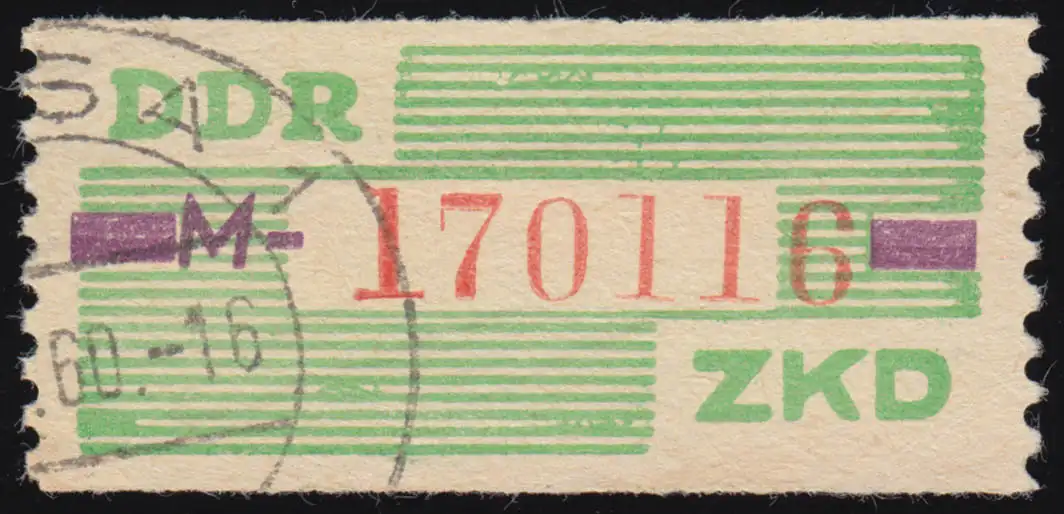 DDR
M-
170116
.60.-16
ZKD